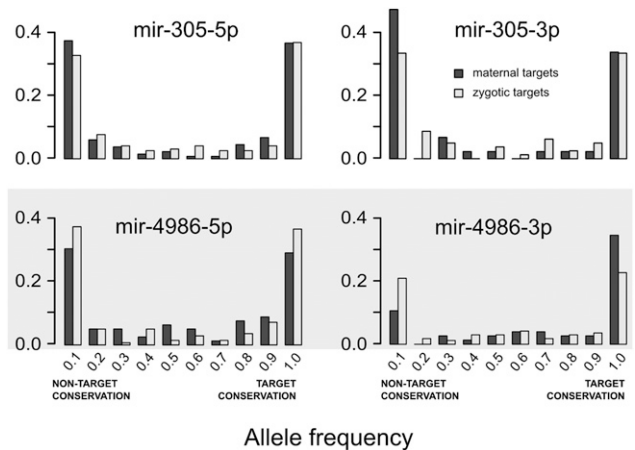 mir-305-5p
0.4
0.2
0.0
mir-305-3p
0.4
0.2
0.0
maternal targets
zygotic targets
mir-4986-5p
0.4
0.2
0.0
0.1 0.2 0.3 0.4 0.5 0.6 0.7 0.8 0.9 1.0
NON-TARGET
CONSERVATION
TARGET
CONSERVATION
mir-4986-3p
0.4
0.2
0.0
0.1 0.2 0.3 0.4 0.5 0.6 0.7 0.8 0.9 1.0
NON-TARGET
CONSERVATION
TARGET
CONSERVATION
Allele frequency